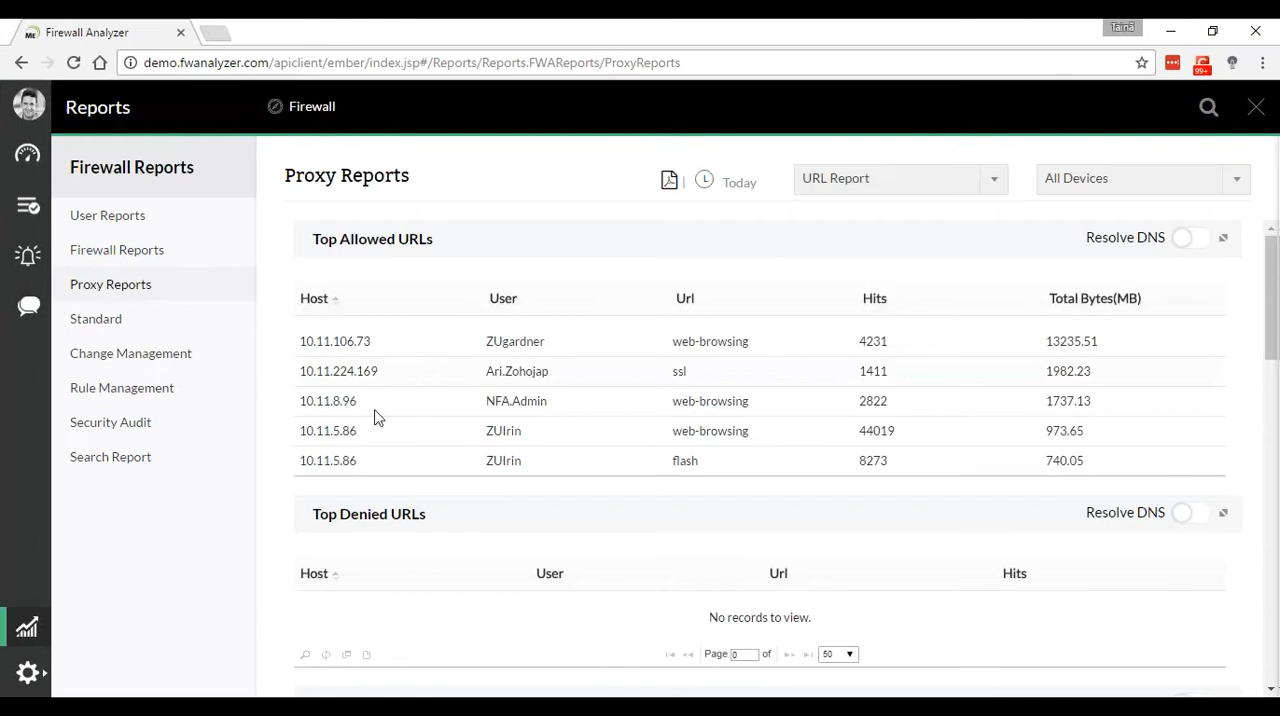 Firewall Analyzer
Tainã
demo.fwanalyzer.com/apiclient/ember/index.jsp#/Reports/Reports.FWAReports/ProxyReports
99+
Reports
Firewall
Firewall Reports
User Reports
Firewall Reports
Proxy Reports
Standard
Change Management
Rule Management
Security Audit
Search Report
Proxy Reports
Today
URL Report
All Devices
Top Allowed URLs
Resolve DNS
Host User Url Hits Total Bytes(MB)
10.11.106.73 ZUgardner web-browsing 4231 13235.51
10.11.224.169 Ari.Zohojap ssl 1411 1982.23
10.11.8.96 NFA.Admin web-browsing 2822 1737.13
10.11.5.86 ZUIrin web-browsing 44019 973.65
10.11.5.86 ZUIrin flash 8273 740.05
Top Denied URLs
Resolve DNS
Host User Url Hits
No records to view.
Page 0 of
50